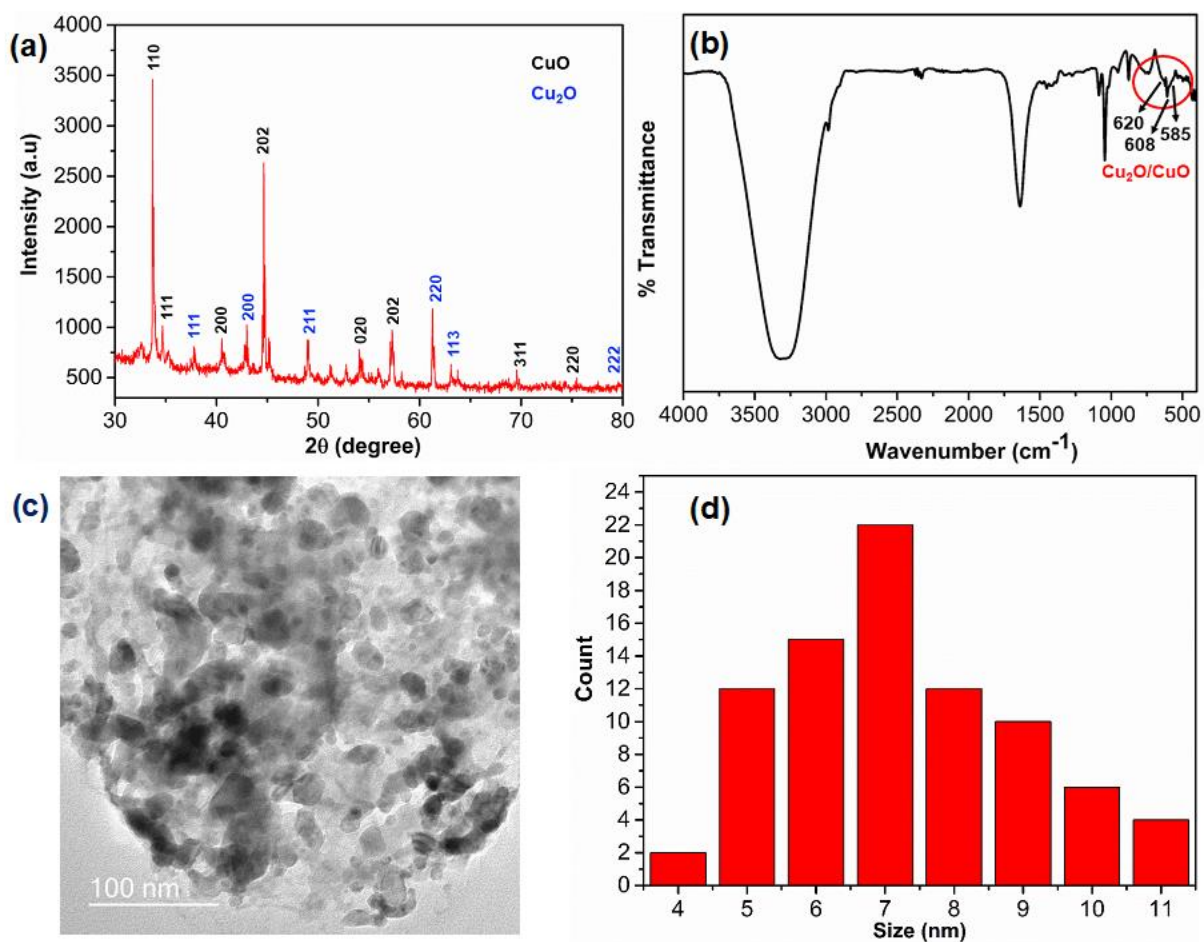 (a)
4000
3500
3000
2500
2000
1500
1000
500
Intensity (a.u)
110
111
111
200
200
202
211
020
202
220
113
311
220
222
CuO
Cu₂O
30 40 50 60 70 80
2θ (degree)
(b)
% Transmittance
620
608
585
Cu₂O/CuO
4000 3500 3000 2500 2000 1500 1000 500
Wavenumber (cm⁻¹)
(c)
100 nm
(d)
24
22
20
18
16
14
12
10
8
6
4
2
0
Count
4 5 6 7 8 9 10 11
Size (nm)